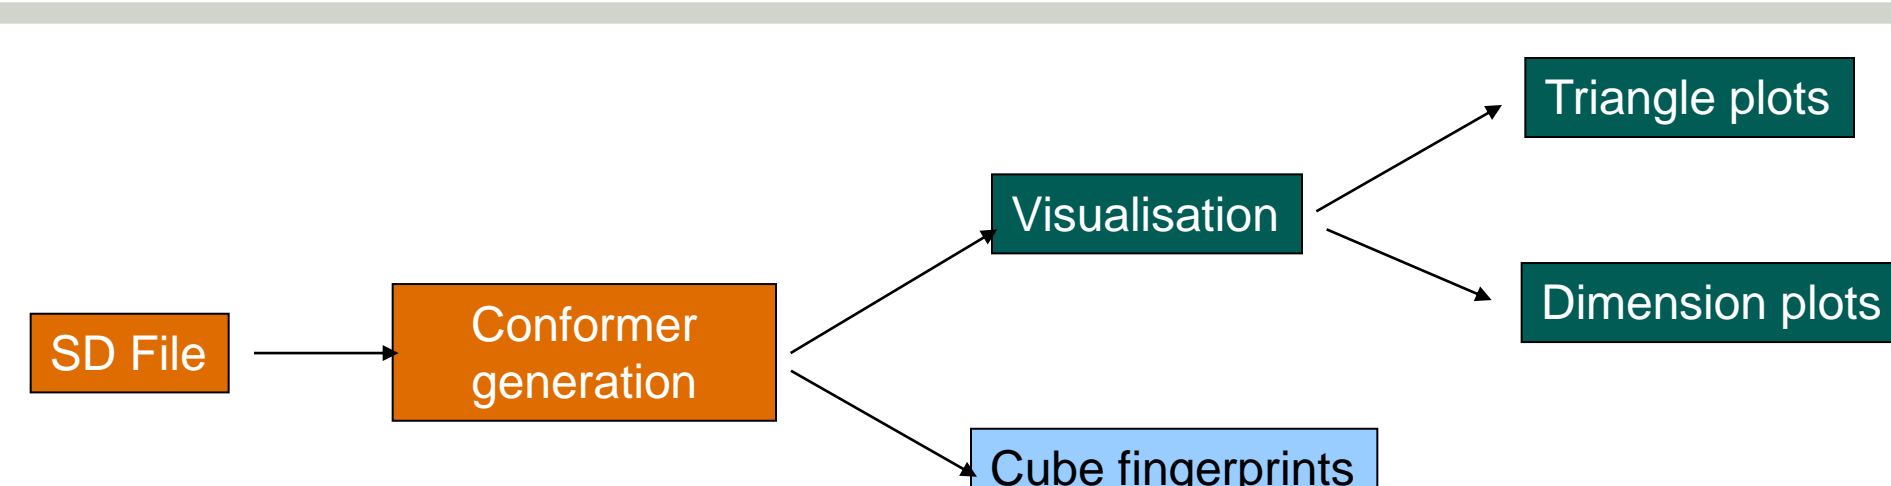 Triangle plots
Visualisation
Dimension plots
SD File
Conformer
generation
Cube fingerprints